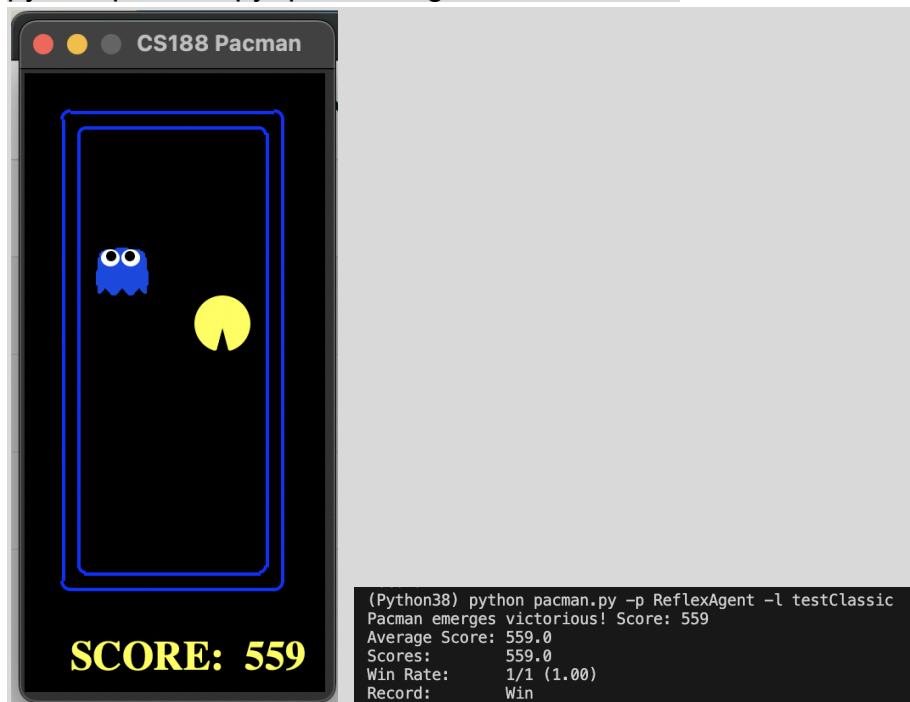 CS188 Pacman
SCORE: 559
(Python38) python pacman.py -p ReflexAgent -l testClassic
Pacman emerges victorious! Score: 559
Average Score: 559.0
Scores: 559.0
Win Rate: 1/1 (1.00)
Record: Win